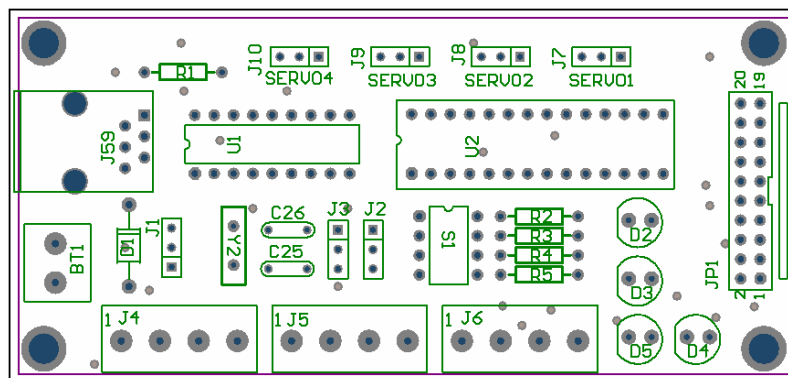 J10
SERVO4
J9
SERVO3
J8
SERVO2
J7
SERVO1
R1
20
19
J59
U1
U2
J1
D1
BT1
Y2
C26
C25
J3
J2
S1
R2
R3
R4
R5
D2
D3
JP1
2
1
1 J4
1 J5
1 J6
D5
D4